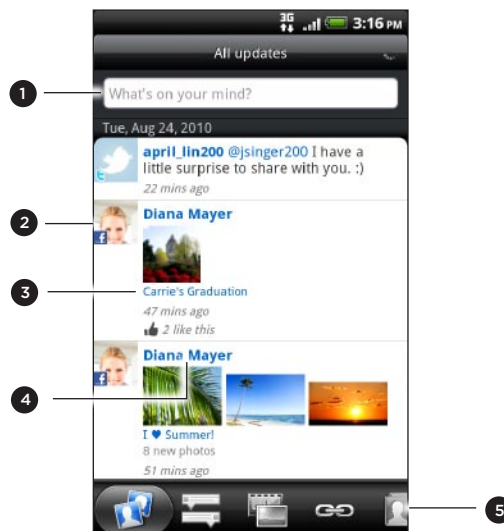 3G 3:16 PM
All updates
1
What's on your mind?
Tue, Aug 24, 2010
april_lin200 @jsinger200 I have a
little surprise to share with you. :)
22 mins ago
2
Diana Mayer
3
Carrie's Graduation
47 mins ago
2 like this
Diana Mayer
4
I ♥ Summer!
8 new photos
51 mins ago
5